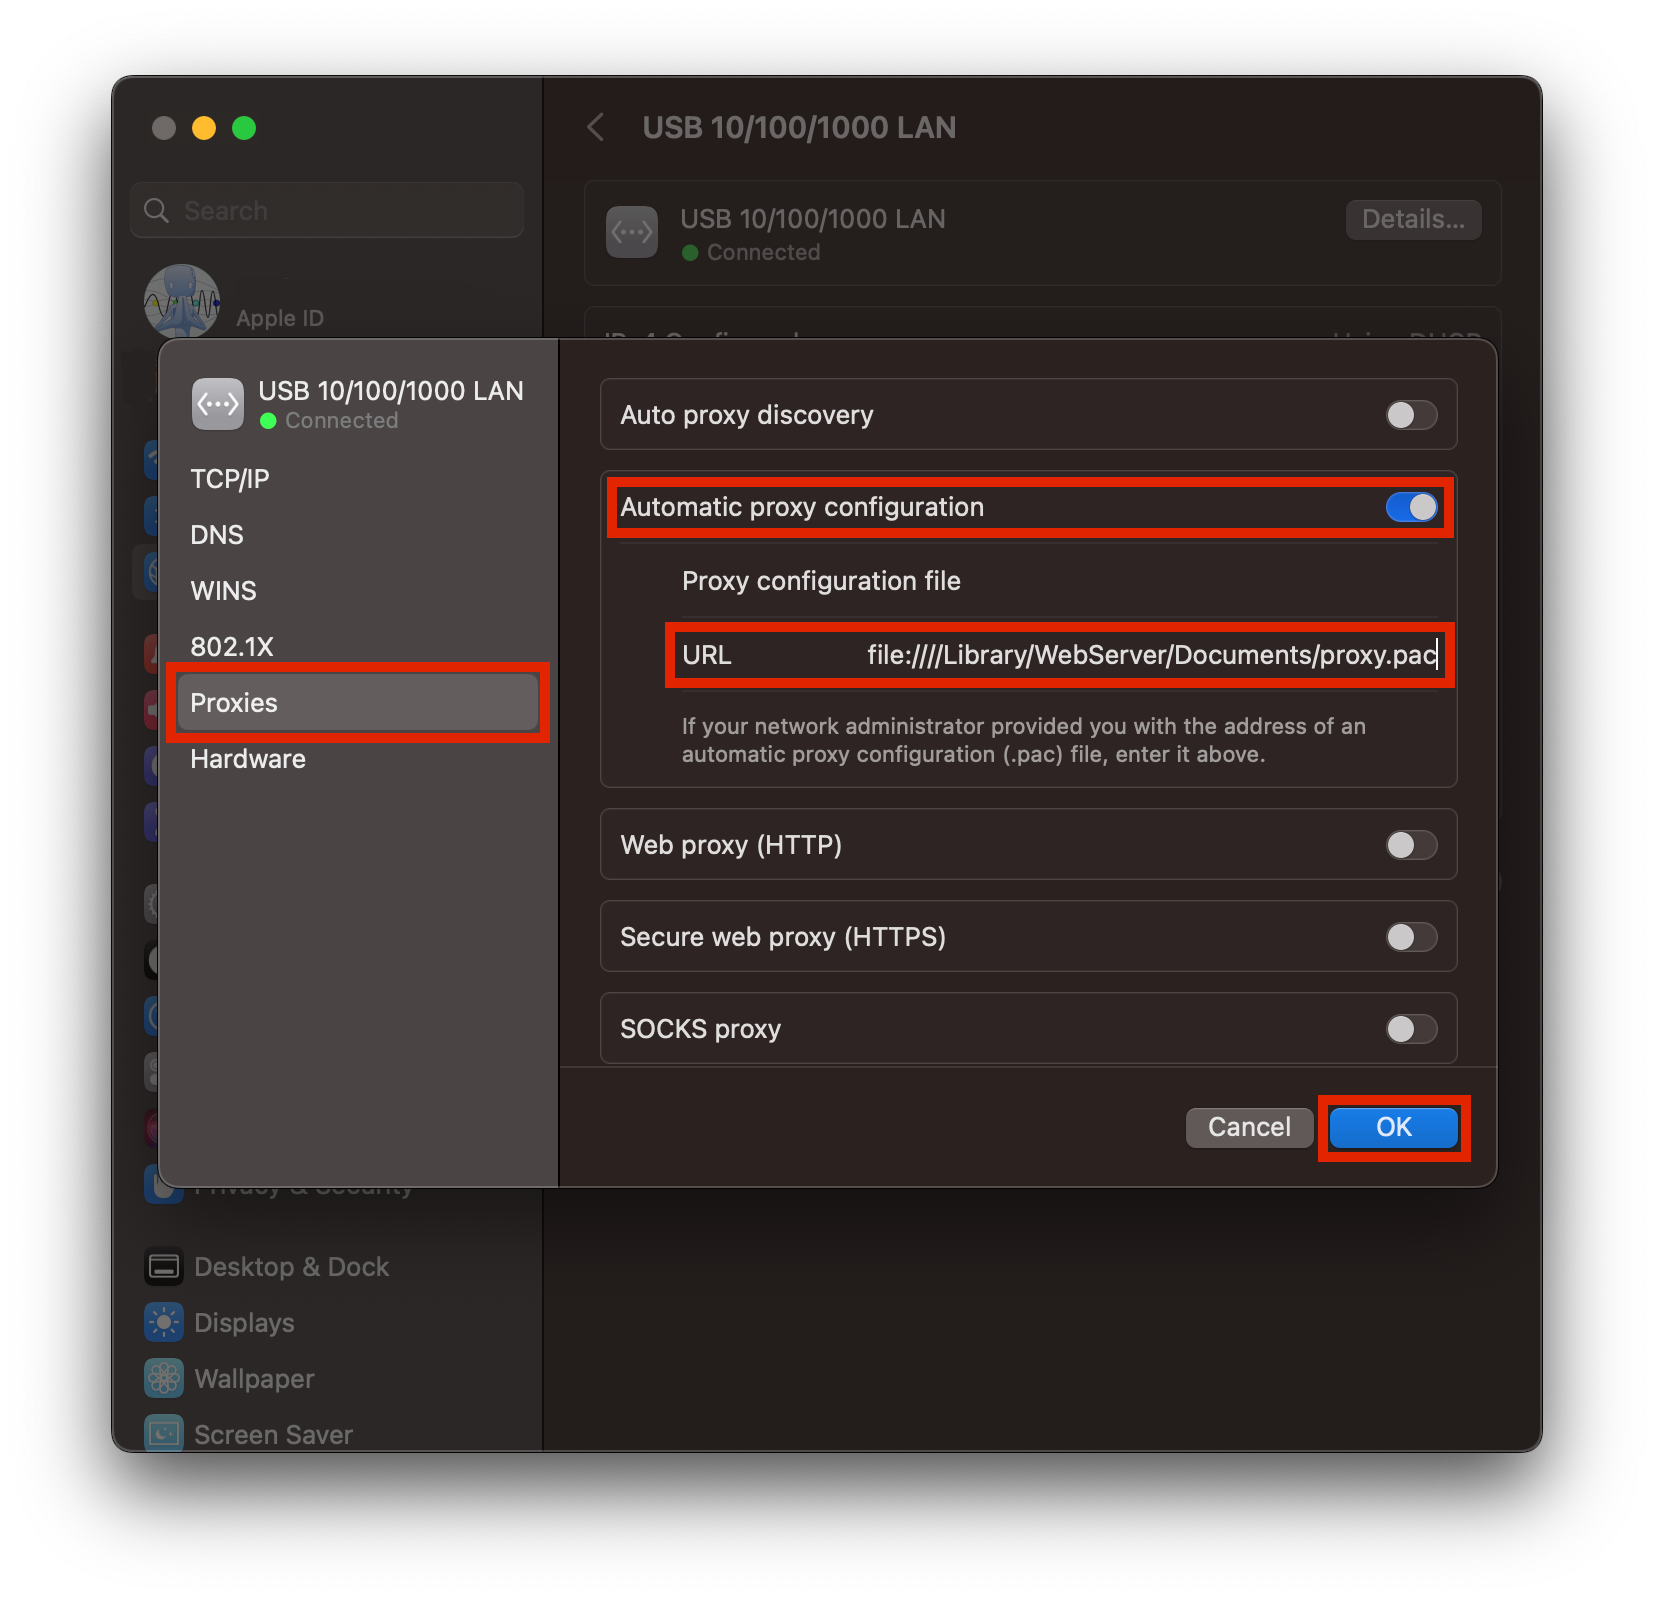 USB 10/100/1000 LAN
Search
USB 10/100/1000 LAN
Details...
Connected
Apple ID
USB 10/100/1000 LAN
Connected
TCP/IP
DNS
WINS
802.1X
Proxies
Hardware
Auto proxy discovery
Automatic proxy configuration
Proxy configuration file
URL file:////Library/WebServer/Documents/proxy.pac
If your network administrator provided you with the address of an
automatic proxy configuration (.pac) file, enter it above.
Web proxy (HTTP)
Secure web proxy (HTTPS)
SOCKS proxy
Cancel
OK
Privacy & Security
Desktop & Dock
Displays
Wallpaper
Screen Saver